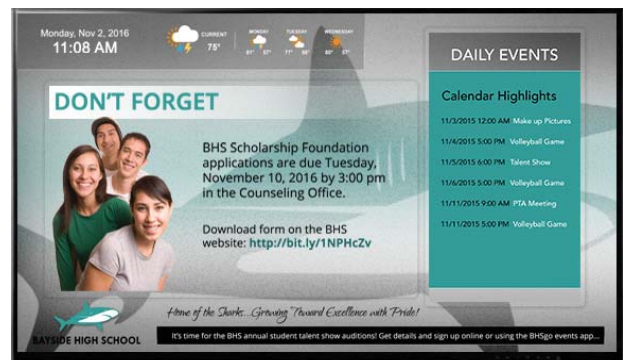 Monday, Nov 2, 2016
11:08 AM
CURRENT
75°
MONDAY TUESDAY WEDNESDAY
DAILY EVENTS
DON'T FORGET
BHS Scholarship Foundation
applications are due Tuesday,
November 10, 2016 by 3:00 pm
in the Counseling Office.
Download form on the BHS
website: http://bit.ly/1NPHcZv
Calendar Highlights
11/3/2015 12:00 AM Make up Pictures
11/4/2015 5:00 PM Volleyball Game
11/5/2015 6:00 PM Talent Show
11/6/2015 5:00 PM Volleyball Game
11/11/2015 9:00 AM PTA Meeting
11/11/2015 5:00 PM Volleyball Game
Home of the Sharks...Growing Toward Excellence with Pride!
BAYSIDE HIGH SCHOOL
It's time for the BHS annual student talent show auditions! Get details and sign up online or using the BHSgo events app...